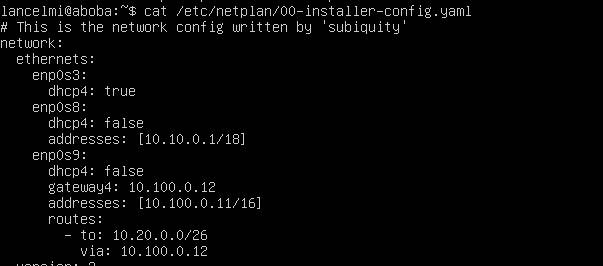 lancelmi@aboba:~$ cat /etc/netplan/00-installer-config.yaml
# This is the network config written by 'subiquity'
network:
  ethernets:
    enp0s3:
      dhcp4: true
    enp0s8:
      dhcp4: false
      addresses: [10.10.0.1/18]
    enp0s9:
      dhcp4: false
      gateway4: 10.100.0.12
      addresses: [10.100.0.11/16]
      routes:
        - to: 10.20.0.0/26
          via: 10.100.0.12
  version: 2